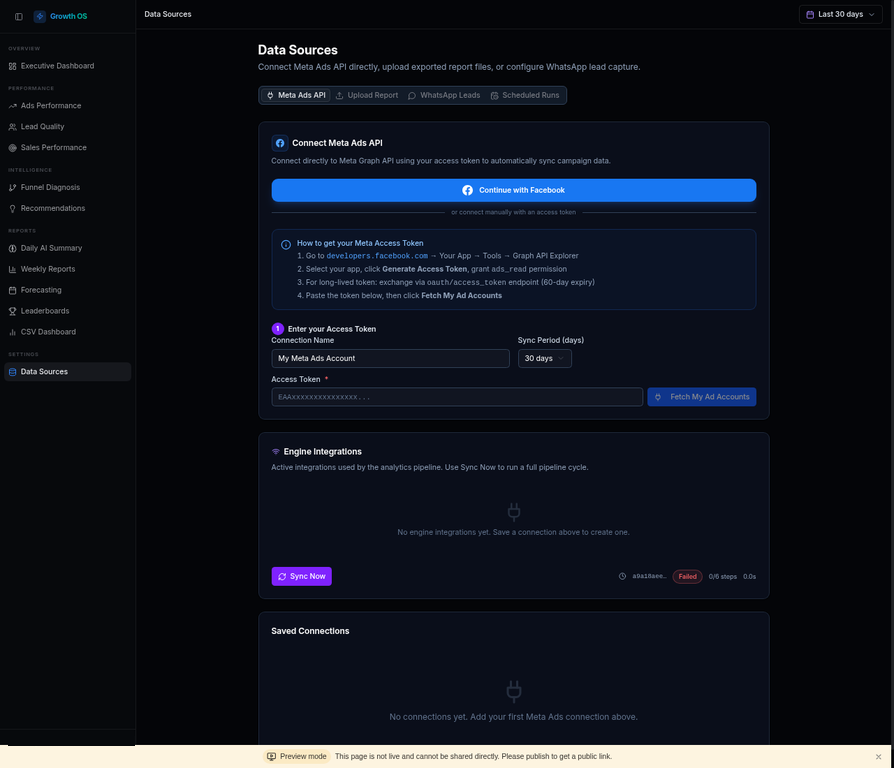 Growth OS
Data Sources
Last 30 days
OVERVIEW
Executive Dashboard
PERFORMANCE
Ads Performance
Lead Quality
Sales Performance
INTELLIGENCE
Funnel Diagnosis
Recommendations
REPORTS
Daily AI Summary
Weekly Reports
Forecasting
Leaderboards
CSV Dashboard
SETTINGS
Data Sources
Data Sources
Connect Meta Ads API directly, upload exported report files, or configure WhatsApp lead capture.
Meta Ads API Upload Report WhatsApp Leads Scheduled Runs
Connect Meta Ads API
Connect directly to Meta Graph API using your access token to automatically sync campaign data.
Continue with Facebook
or connect manually with an access token
How to get your Meta Access Token
1. Go to developers.facebook.com → Your App → Tools → Graph API Explorer
2. Select your app, click Generate Access Token, grant ads_read permission
3. For long-lived token: exchange via oauth/access_token endpoint (60-day expiry)
4. Paste the token below, then click Fetch My Ad Accounts
1 Enter your Access Token
Connection Name Sync Period (days)
My Meta Ads Account 30 days
Access Token *
EAAxxxxxxxxxxxxxxx... Fetch My Ad Accounts
Engine Integrations
Active integrations used by the analytics pipeline. Use Sync Now to run a full pipeline cycle.
No engine integrations yet. Save a connection above to create one.
Sync Now a9a18aee… Failed 0/6 steps 0.0s
Saved Connections
No connections yet. Add your first Meta Ads connection above.
Preview mode This page is not live and cannot be shared directly. Please publish to get a public link.